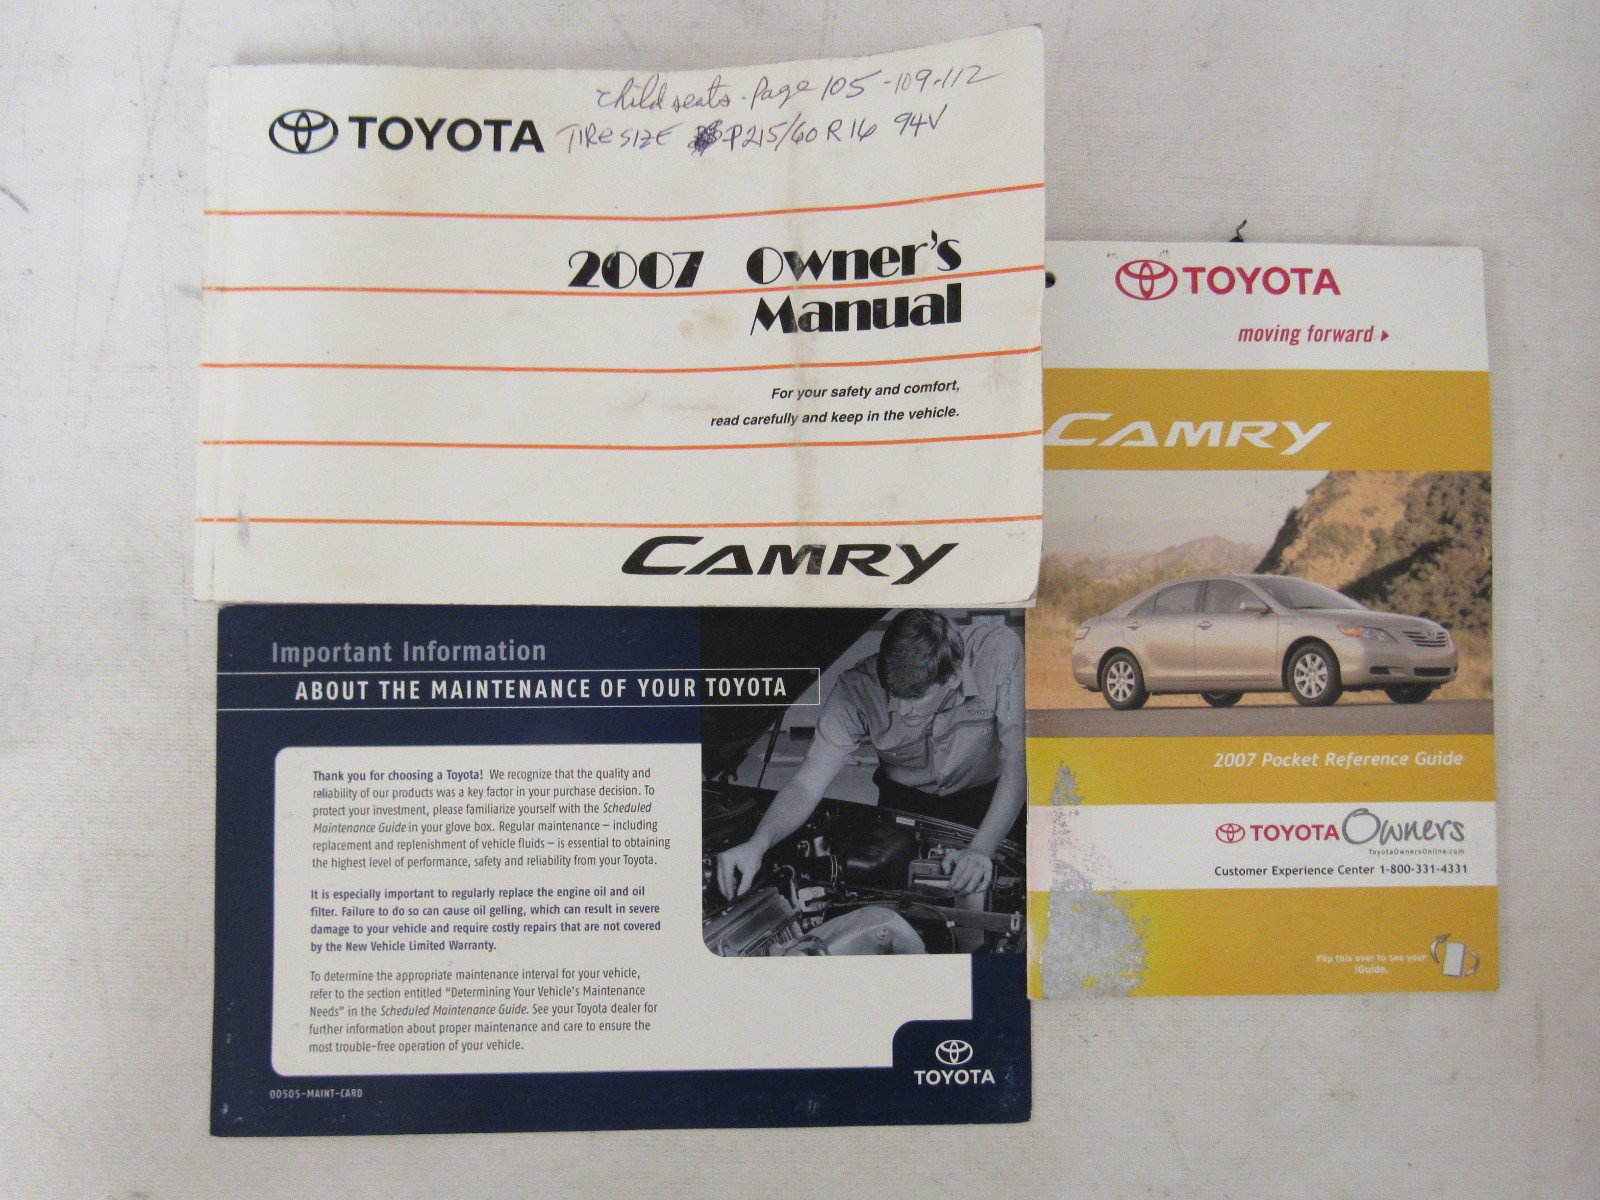 child seats - Page 105 - 109 - 112
TOYOTA
TIRE SIZE P215/60 R 16 94V
2007 Owner's
Manual
For your safety and comfort,
read carefully and keep in the vehicle.
CAMRY
TOYOTA
moving forward
CAMRY
2007 Pocket Reference Guide
TOYOTA Owners
ToyotaOwnersOnline.com
Customer Experience Center 1-800-331-4331
Flip this over to see your
iGuide.
Important Information
ABOUT THE MAINTENANCE OF YOUR TOYOTA
Thank you for choosing a Toyota! We recognize that the quality and
reliability of our products was a key factor in your purchase decision. To
protect your investment, please familiarize yourself with the Scheduled
Maintenance Guide in your glove box. Regular maintenance – including
replacement and replenishment of vehicle fluids – is essential to obtaining
the highest level of performance, safety and reliability from your Toyota.
It is especially important to regularly replace the engine oil and oil
filter. Failure to do so can cause oil gelling, which can result in severe
damage to your vehicle and require costly repairs that are not covered
by the New Vehicle Limited Warranty.
To determine the appropriate maintenance interval for your vehicle,
refer to the section entitled "Determining Your Vehicle's Maintenance
Needs" in the Scheduled Maintenance Guide. See your Toyota dealer for
further information about proper maintenance and care to ensure the
most trouble-free operation of your vehicle.
TOYOTA
TOYOTA
00505-MAINT-CARD